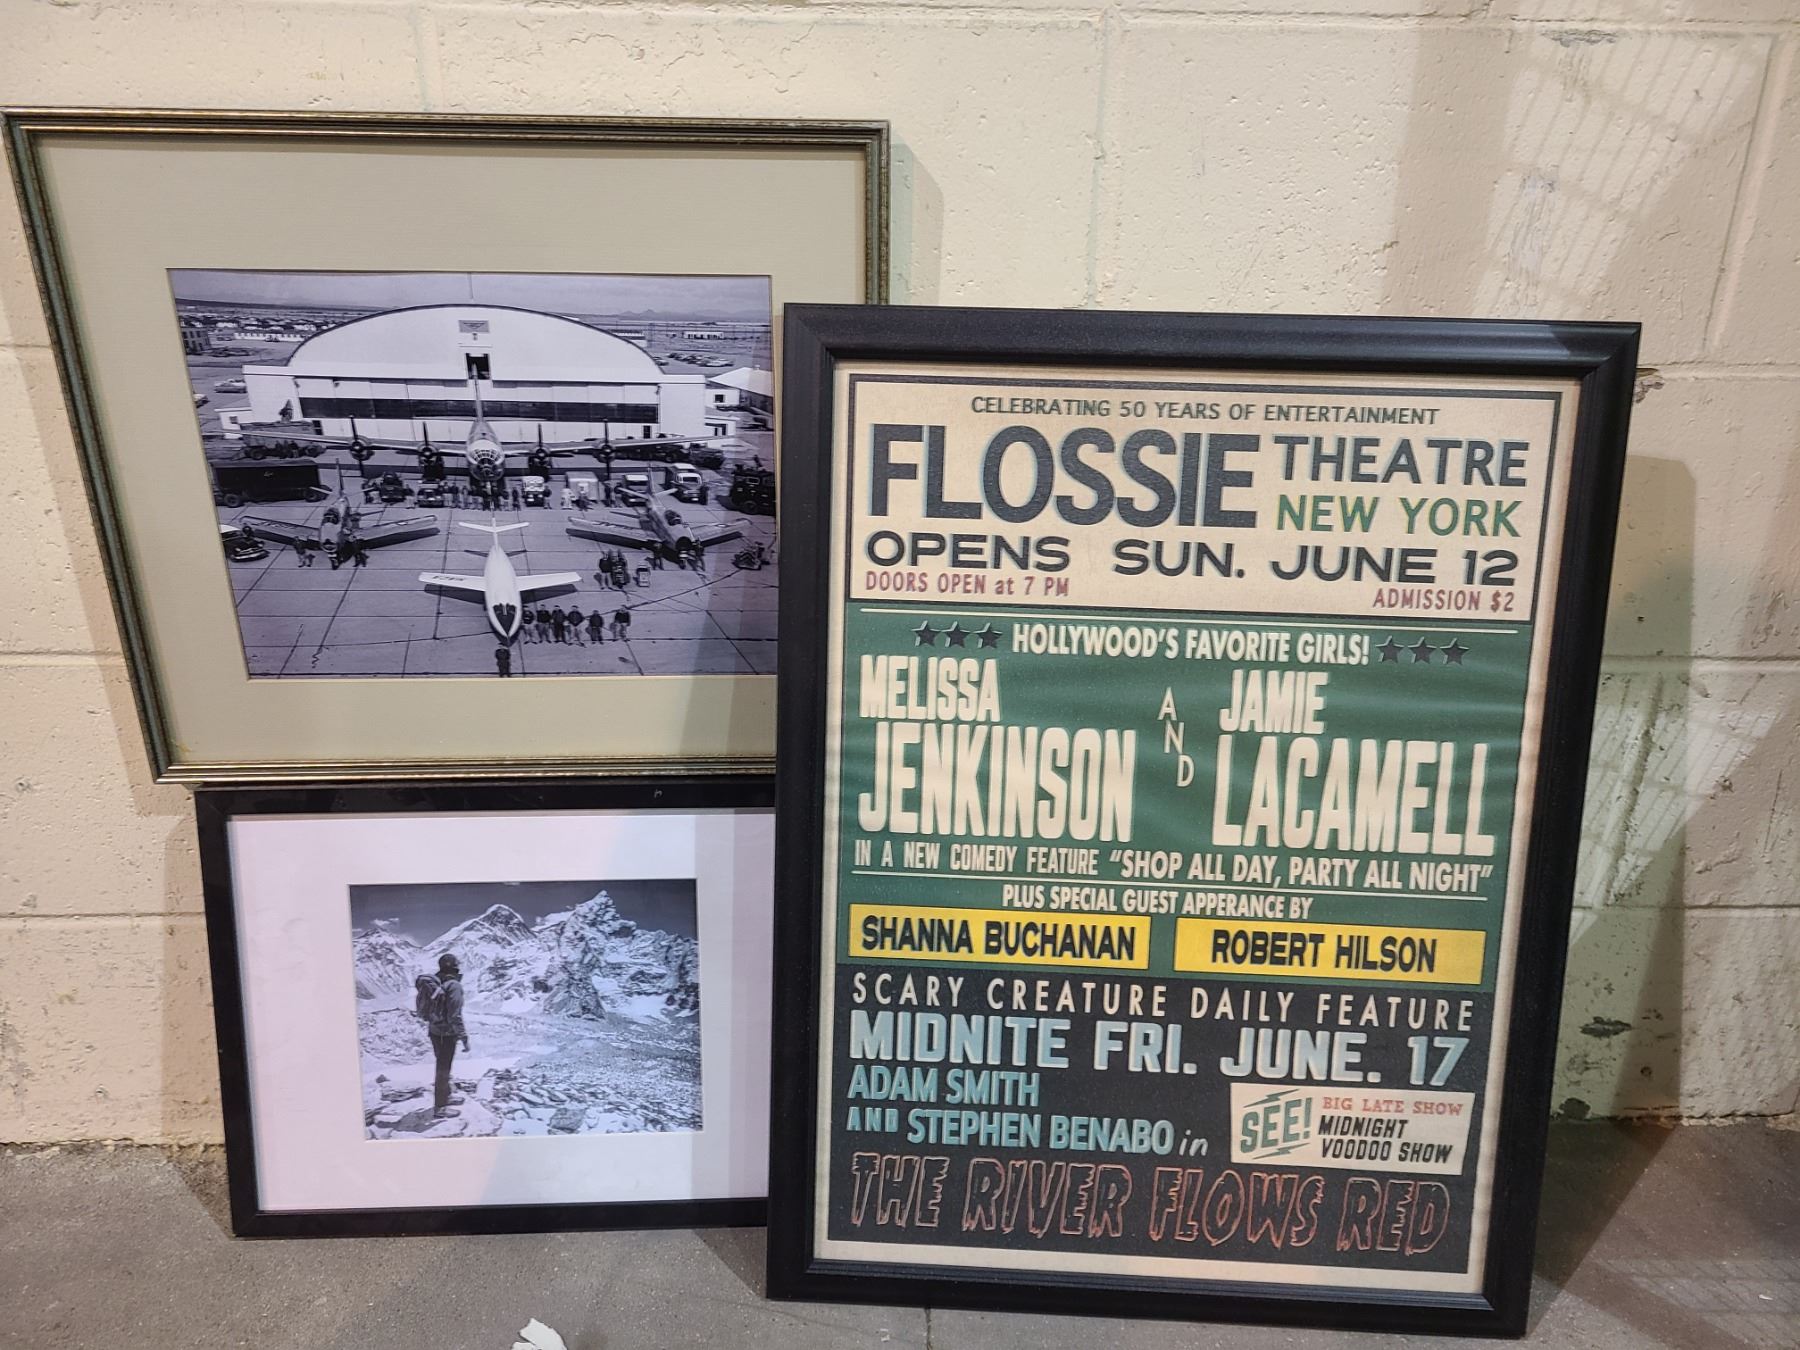 CELEBRATING 50 YEARS OF ENTERTAINMENT
FLOSSIE THEATRE
NEW YORK
OPENS SUN. JUNE 12
DOORS OPEN at 7 PM ADMISSION $2
HOLLYWOOD'S FAVORITE GIRLS!
MELISSA JENKINSON
AND
JAMIE LACAMELL
IN A NEW COMEDY FEATURE "SHOP ALL DAY, PARTY ALL NIGHT"
PLUS SPECIAL GUEST APPERANCE BY
SHANNA BUCHANAN ROBERT HILSON
SCARY CREATURE DAILY FEATURE
MIDNITE FRI. JUNE. 17
ADAM SMITH
AND STEPHEN BENABO in
SEE! BIG LATE SHOW
MIDNIGHT
VOODOO SHOW
THE RIVER FLOWS RED